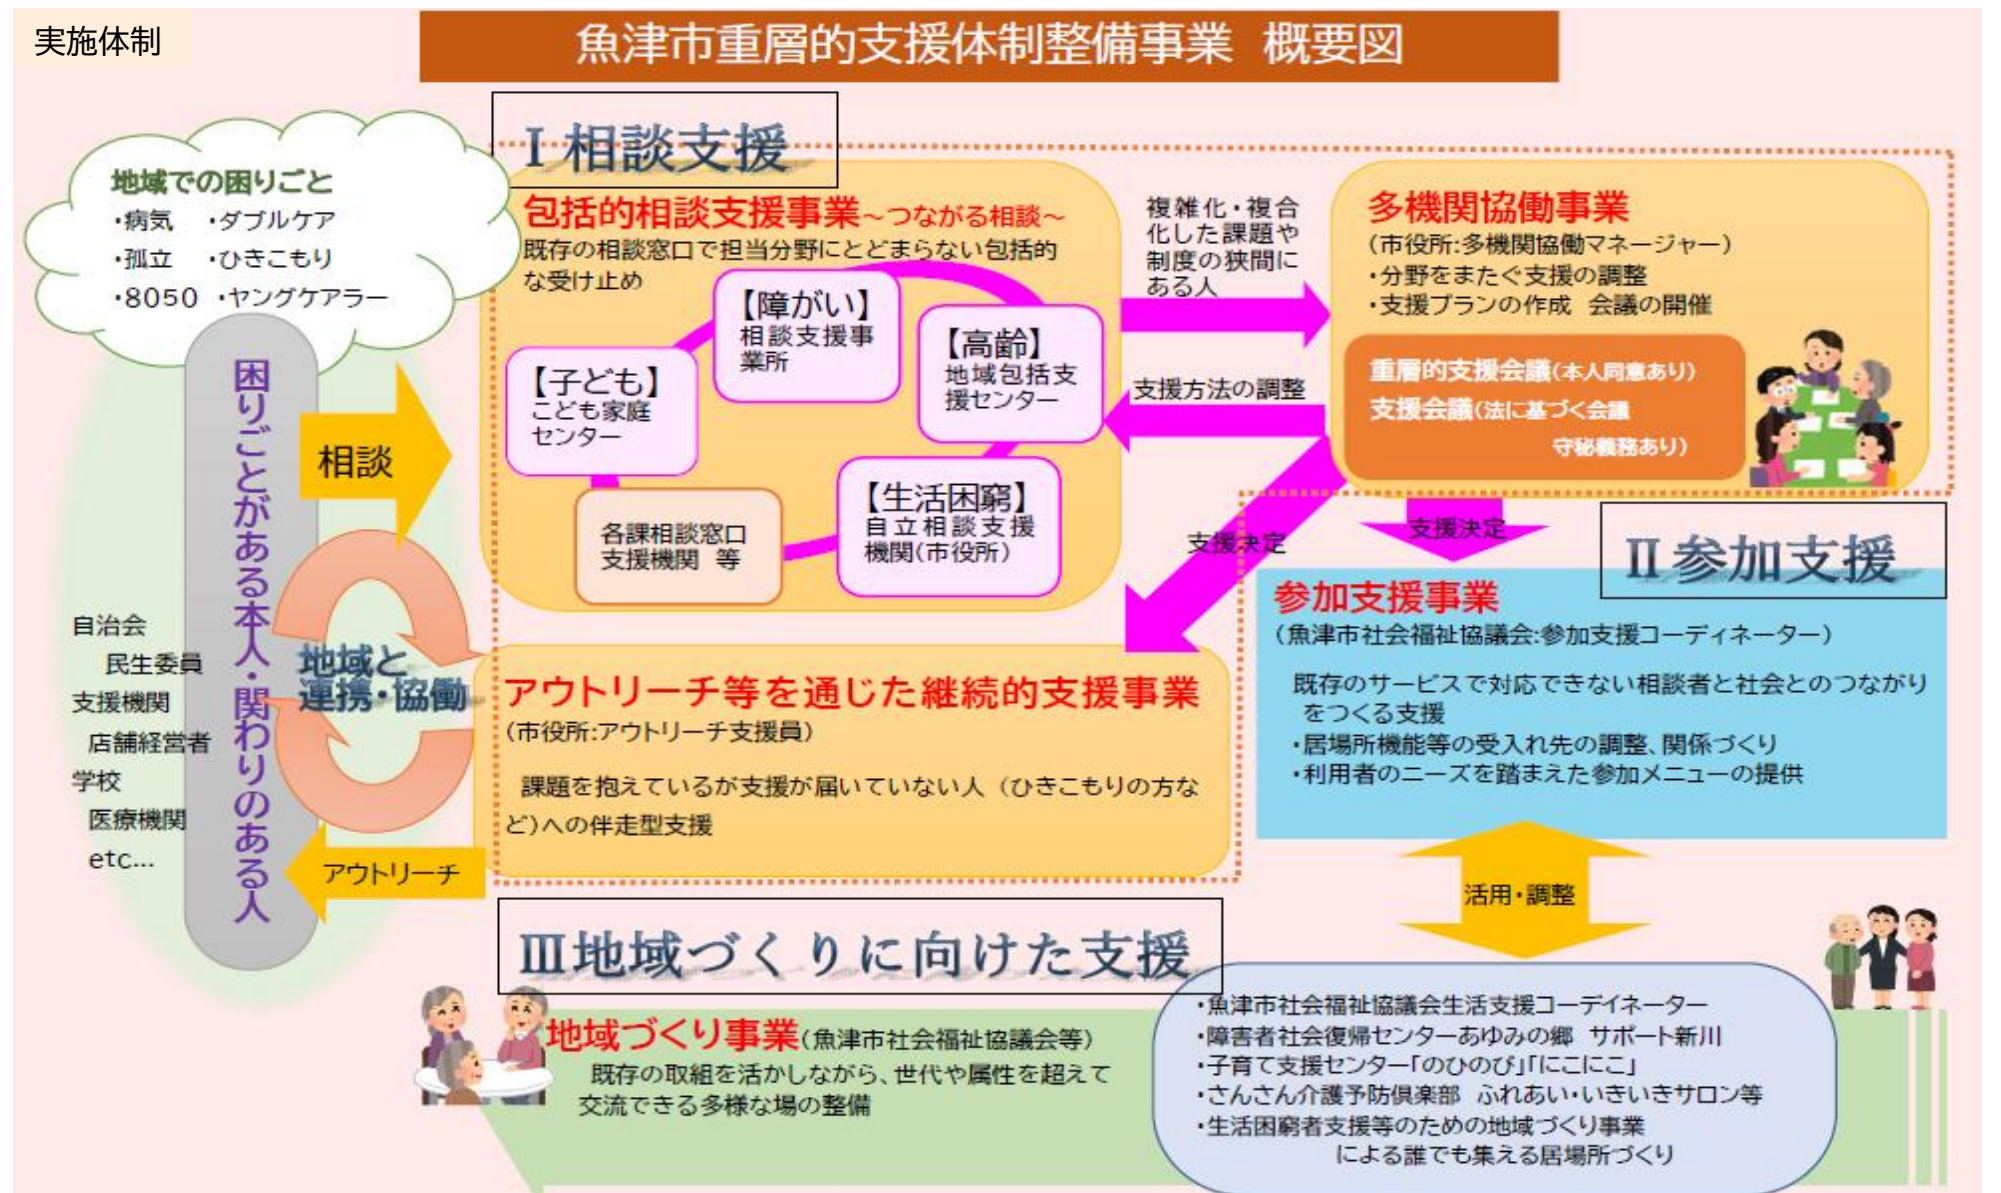 実施体制
魚津市重層的支援体制整備事業 概要図
地域での困りごと
・病気 ・ダブルケア
・孤立 ・ひきこもり
・8050 ・ヤングケアラー
困りごとがある本人・関わりのある人
自治会
民生委員
支援機関
店舗経営者
学校
医療機関
etc...
相談
地域と
連携・協働
アウトリーチ
Ⅰ相談支援
包括的相談支援事業～つながる相談～
既存の相談窓口で担当分野にとどまらない包括的
な受け止め
【障がい】
相談支援事
業所
【高齢】
地域包括支
援センター
【子ども】
こども家庭
センター
【生活困窮】
自立相談支援
機関(市役所)
各課相談窓口
支援機関 等
複雑化・複合
化した課題や
制度の狭間に
ある人
支援方法の調整
多機関協働事業
(市役所:多機関協働マネージャー)
・分野をまたぐ支援の調整
・支援プランの作成 会議の開催
重層的支援会議(本人同意あり)
支援会議(法に基づく会議
守秘義務あり)
支援決定
支援決定
アウトリーチ等を通じた継続的支援事業
(市役所:アウトリーチ支援員)
課題を抱えているが支援が届いていない人(ひきこもりの方な
ど)への伴走型支援
Ⅱ参加支援
参加支援事業
(魚津市社会福祉協議会:参加支援コーディネーター)
既存のサービスで対応できない相談者と社会とのつながり
をつくる支援
・居場所機能等の受入れ先の調整、関係づくり
・利用者のニーズを踏まえた参加メニューの提供
活用・調整
Ⅲ地域づくりに向けた支援
地域づくり事業(魚津市社会福祉協議会等)
既存の取組を活かしながら、世代や属性を超えて
交流できる多様な場の整備
・魚津市社会福祉協議会生活支援コーデイネーター
・障害者社会復帰センターあゆみの郷 サポート新川
・子育て支援センター｢のひのび｣｢にこにこ｣
・さんさん介護予防倶楽部 ふれあい・いきいきサロン等
・生活困窮者支援等のための地域づくり事業
による誰でも集える居場所づくり